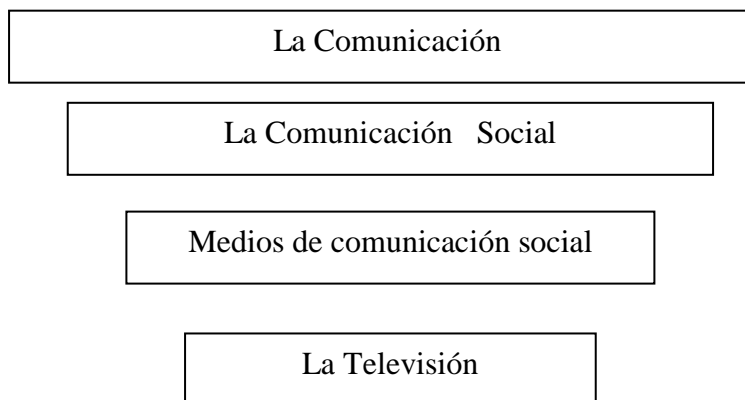 La Comunicación
La Comunicación Social
Medios de comunicación social
La Televisión